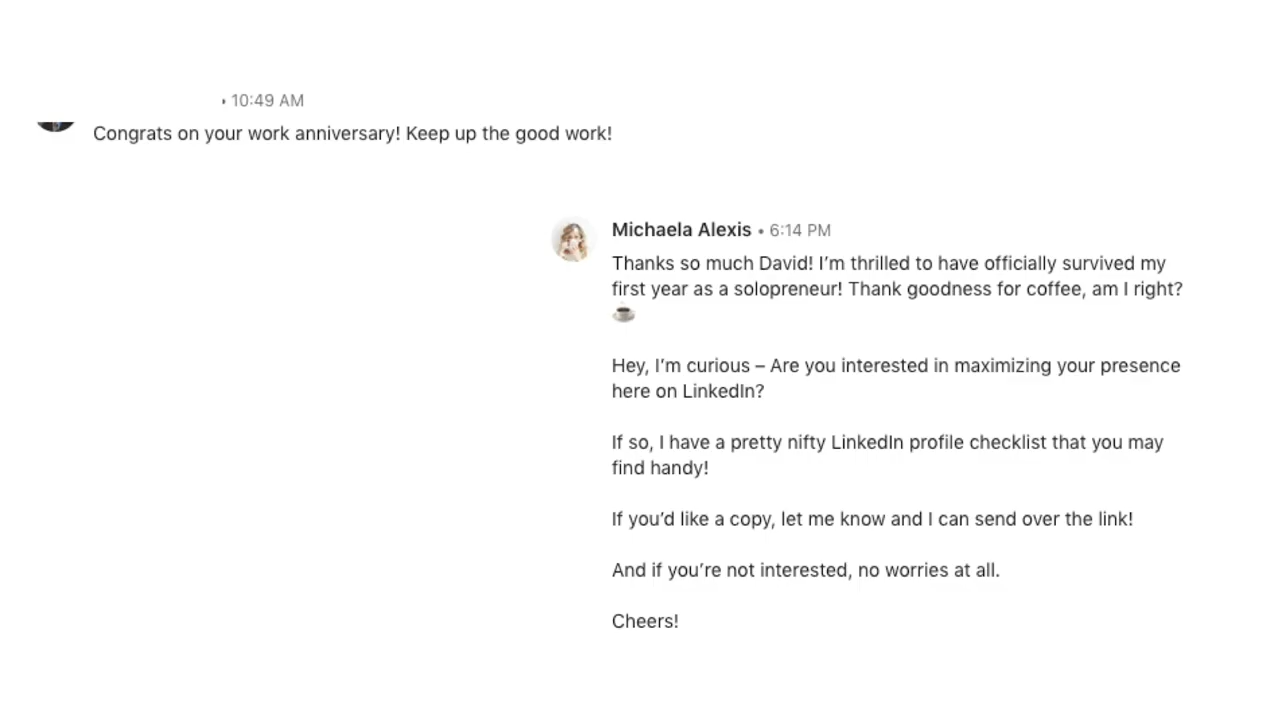 • 10:49 AM
Congrats on your work anniversary! Keep up the good work!
Michaela Alexis • 6:14 PM
Thanks so much David! I’m thrilled to have officially survived my
first year as a solopreneur! Thank goodness for coffee, am I right?
☕
Hey, I’m curious – Are you interested in maximizing your presence
here on LinkedIn?
If so, I have a pretty nifty LinkedIn profile checklist that you may
find handy!
If you’d like a copy, let me know and I can send over the link!
And if you’re not interested, no worries at all.
Cheers!